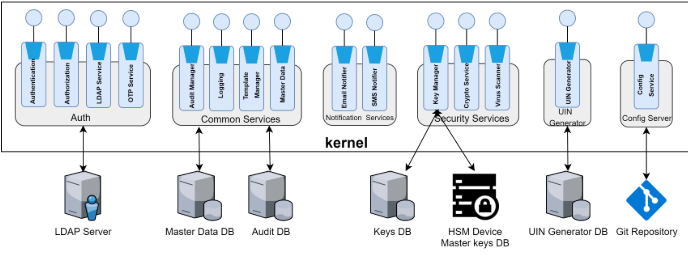 Authentication
Authorization
LDAP Service
OTP Service
Auth
Audit Manager
Logging
Template
Manager
Master Data
Common Services
Email Notifier
SMS Notifier
Notification Services
Key Manager
Crypto Service
Virus Scanner
Security Services
UIN Generator
UIN
Generator
Config
Service
Config Server
kernel
LDAP Server
Master Data DB
Audit DB
Keys DB
HSM Device
Master keys DB
UIN Generator DB
Git Repository